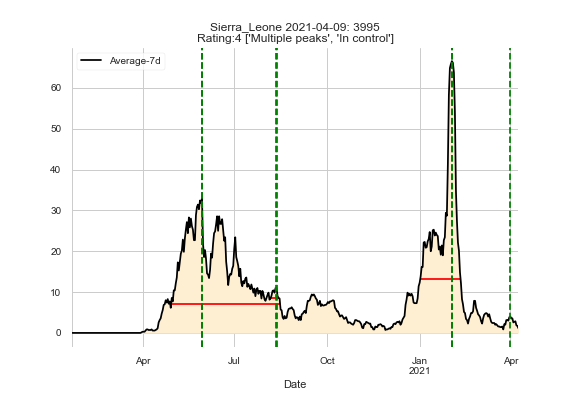 Sierra_Leone 2021-04-09: 3995
Rating:4 ['Multiple peaks', 'In control']
Average-7d
60
50
40
30
20
10
0
Apr
Jul
Oct
Jan
2021
Apr
Date